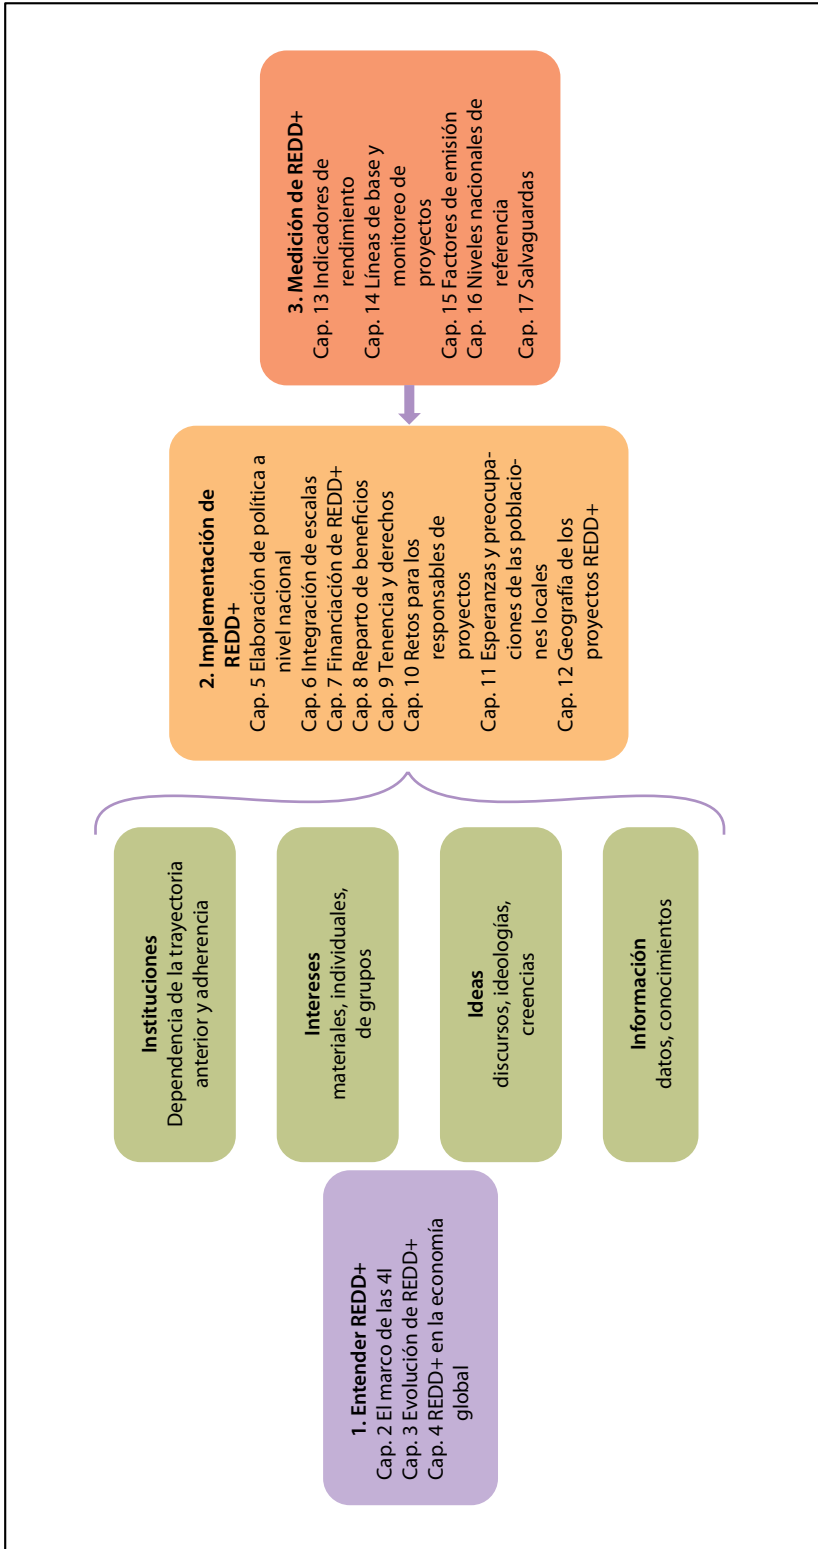 1. Entender REDD+
Cap. 2 El marco de las 4I
Cap. 3 Evolución de REDD+
Cap. 4 REDD+ en la economía
global
Instituciones
Dependencia de la trayectoria
anterior y adherencia
Intereses
materiales, individuales,
de grupos
Ideas
discursos, ideologías,
creencias
Información
datos, conocimientos
2. Implementación de
REDD+
Cap. 5 Elaboración de política a
nivel nacional
Cap. 6 Integración de escalas
Cap. 7 Financiación de REDD+
Cap. 8 Reparto de beneficios
Cap. 9 Tenencia y derechos
Cap. 10 Retos para los
responsables de
proyectos
Cap. 11 Esperanzas y preocupa-
ciones de las poblacio-
nes locales
Cap. 12 Geografía de los
proyectos REDD+
3. Medición de REDD+
Cap. 13 Indicadores de
rendimiento
Cap. 14 Líneas de base y
monitoreo de
proyectos
Cap. 15 Factores de emisión
Cap. 16 Niveles nacionales de
referencia
Cap. 17 Salvaguardas